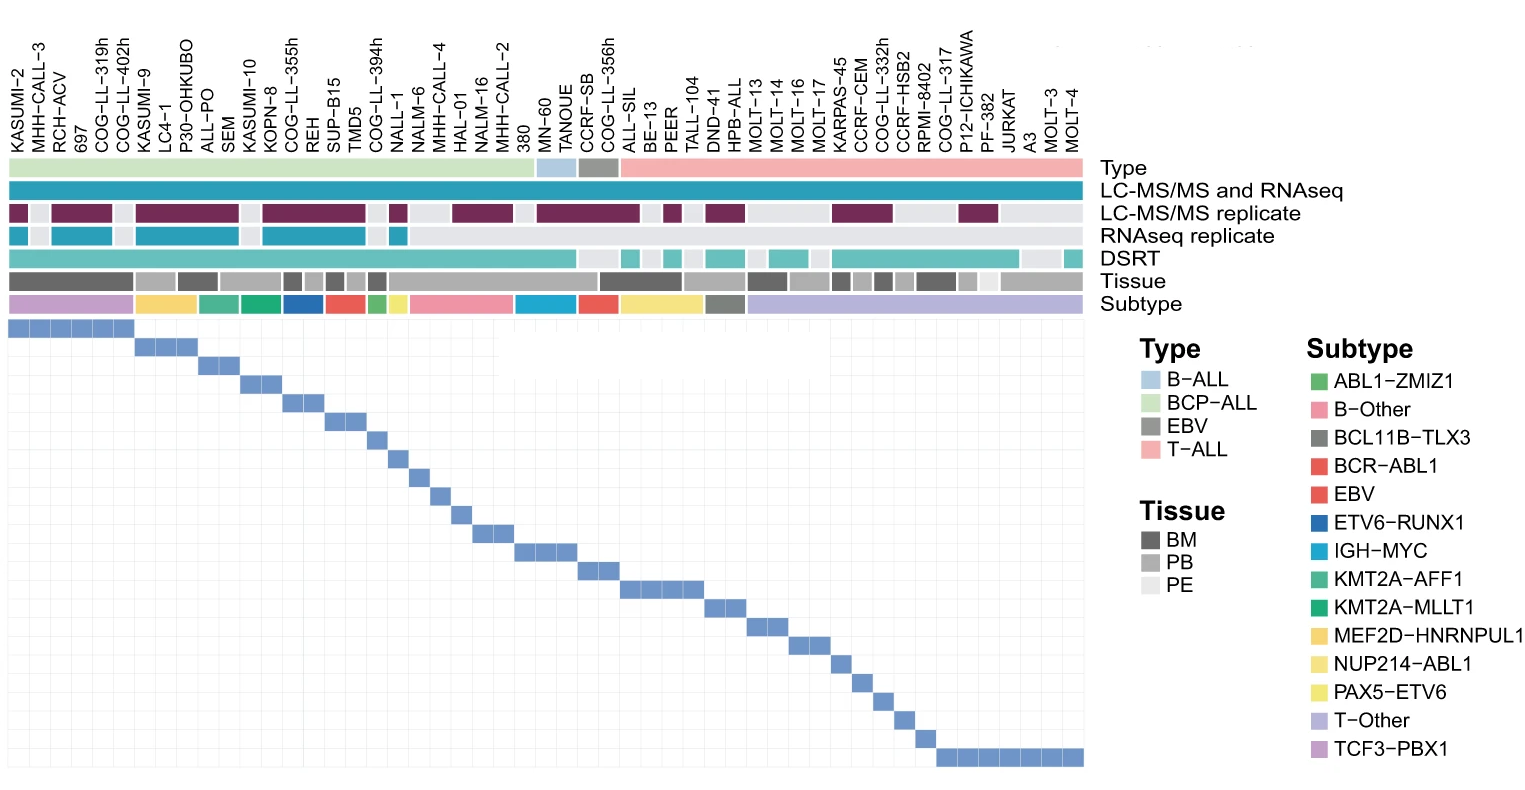 KASUMI−2
MHH−CALL−3
RCH−ACV
697
COG−LL−319h
COG−LL−402h
KASUMI−9
LC4−1
P30−OHKUBO
ALL−PO
SEM
KASUMI−10
KOPN−8
COG−LL−355h
REH
SUP−B15
TMD5
COG−LL−394h
NALL−1
NALM−6
MHH−CALL−4
HAL−01
NALM−16
MHH−CALL−2
380
MN−60
TANOUE
CCRF−SB
COG−LL−356h
ALL−SIL
BE−13
PEER
TALL−104
DND−41
HPB−ALL
MOLT−13
MOLT−14
MOLT−16
MOLT−17
KARPAS−45
CCRF−CEM
COG−LL−332h
CCRF−HSB2
RPMI−8402
COG−LL−317
P12−ICHIKAWA
PF−382
JURKAT
A3
MOLT−3
MOLT−4
Type
LC-MS/MS and RNAseq
LC-MS/MS replicate
RNAseq replicate
DSRT
Tissue
Subtype
Type
B−ALL
BCP−ALL
EBV
T−ALL
Tissue
BM
PB
PE
Subtype
ABL1−ZMIZ1
B−Other
BCL11B−TLX3
BCR−ABL1
EBV
ETV6−RUNX1
IGH−MYC
KMT2A−AFF1
KMT2A−MLLT1
MEF2D−HNRNPUL1
NUP214−ABL1
PAX5−ETV6
T−Other
TCF3−PBX1